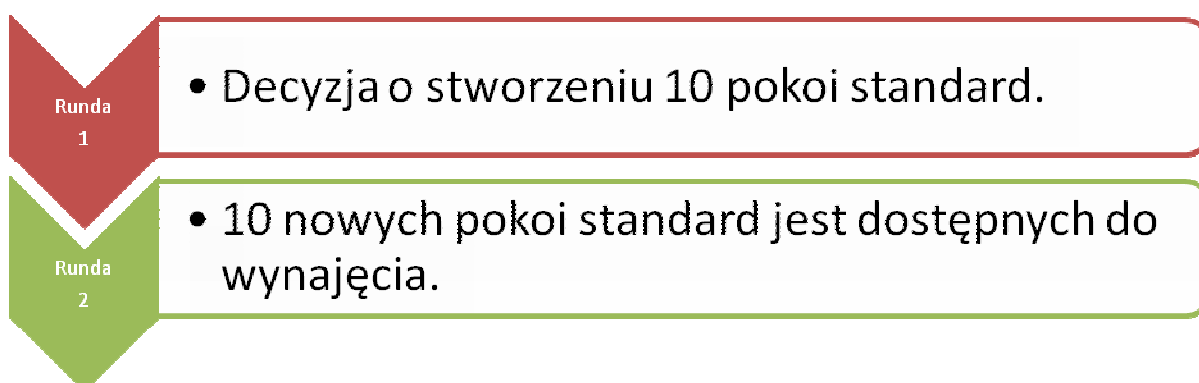 Runda
1
• Decyzja o stworzeniu 10 pokoi standard.
Runda
2
• 10 nowych pokoi standard jest dostępnych do
wynajęcia.